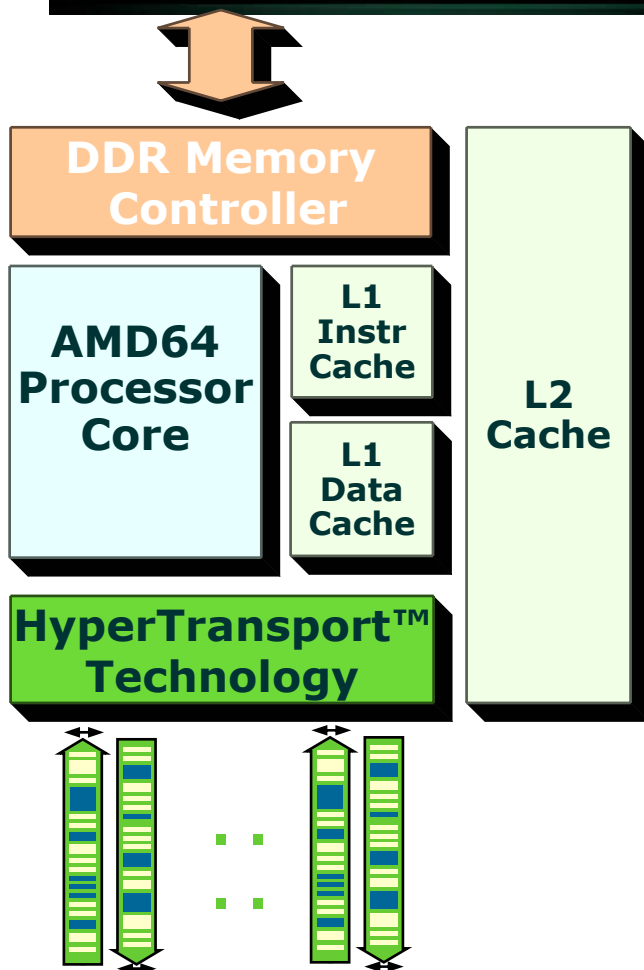 DDR Memory
Controller
AMD64
Processor
Core
L1
Instr
Cache
L1
Data
Cache
L2
Cache
HyperTransport™
Technology